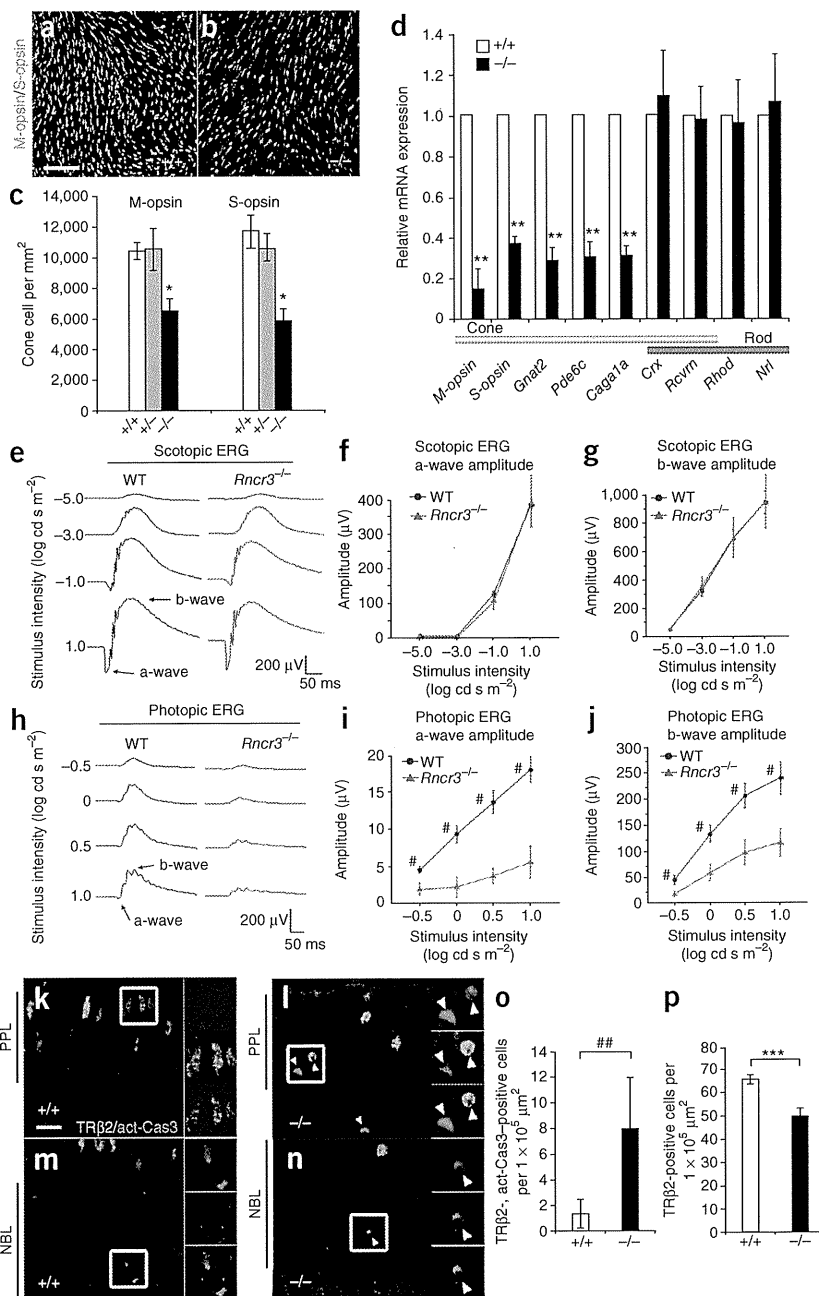 a
b
M-opsin/S-opsin
+/+
−/−
c
14,000
12,000
10,000
8,000
6,000
4,000
2,000
0
Cone cell per mm²
M-opsin
S-opsin
*
*
+/+
+/−
−/−
+/+
+/−
−/−
d
1.4
1.2
1.0
0.8
0.6
0.4
0.2
0
Relative mRNA expression
+/+
−/−
**
**
**
**
**
Cone
Rod
M-opsin
S-opsin
Gnat2
Pde6c
Caga1a
Crx
Rcvrn
Rhod
Nrl
e
Scotopic ERG
WT
Rncr3−/−
Stimulus intensity (log cd s m−2)
−5.0
−3.0
−1.0
1.0
b-wave
a-wave
200 µV
50 ms
f
Scotopic ERG
a-wave amplitude
WT
Rncr3−/−
Amplitude (µV)
400
300
200
100
0
−5.0
−3.0
−1.0
1.0
Stimulus intensity
(log cd s m−2)
g
Scotopic ERG
b-wave amplitude
WT
Rncr3−/−
Amplitude (µV)
1,000
800
600
400
200
0
−5.0
−3.0
−1.0
1.0
Stimulus intensity
(log cd s m−2)
h
Photopic ERG
WT
Rncr3−/−
Stimulus intensity (log cd s m−2)
−0.5
0
0.5
1.0
b-wave
a-wave
200 µV
50 ms
i
Photopic ERG
a-wave amplitude
WT
Rncr3−/−
Amplitude (µV)
20
15
10
5
0
#
#
#
#
−0.5
0
0.5
1.0
Stimulus intensity
(log cd s m−2)
j
Photopic ERG
b-wave amplitude
WT
Rncr3−/−
Amplitude (µV)
300
250
200
150
100
50
0
#
#
#
#
−0.5
0
0.5
1.0
Stimulus intensity
(log cd s m−2)
k
PPL
+/+
TRβ2/act-Cas3
l
PPL
−/−
m
NBL
+/+
n
NBL
−/−
o
TRβ2-, act-Cas3–positive cells
per 1 × 10⁵ µm²
14
12
10
8
6
4
2
0
##
+/+
−/−
p
TRβ2-positive cells per
1 × 10⁵ µm²
80
70
60
50
40
30
20
10
0
***
+/+
−/−